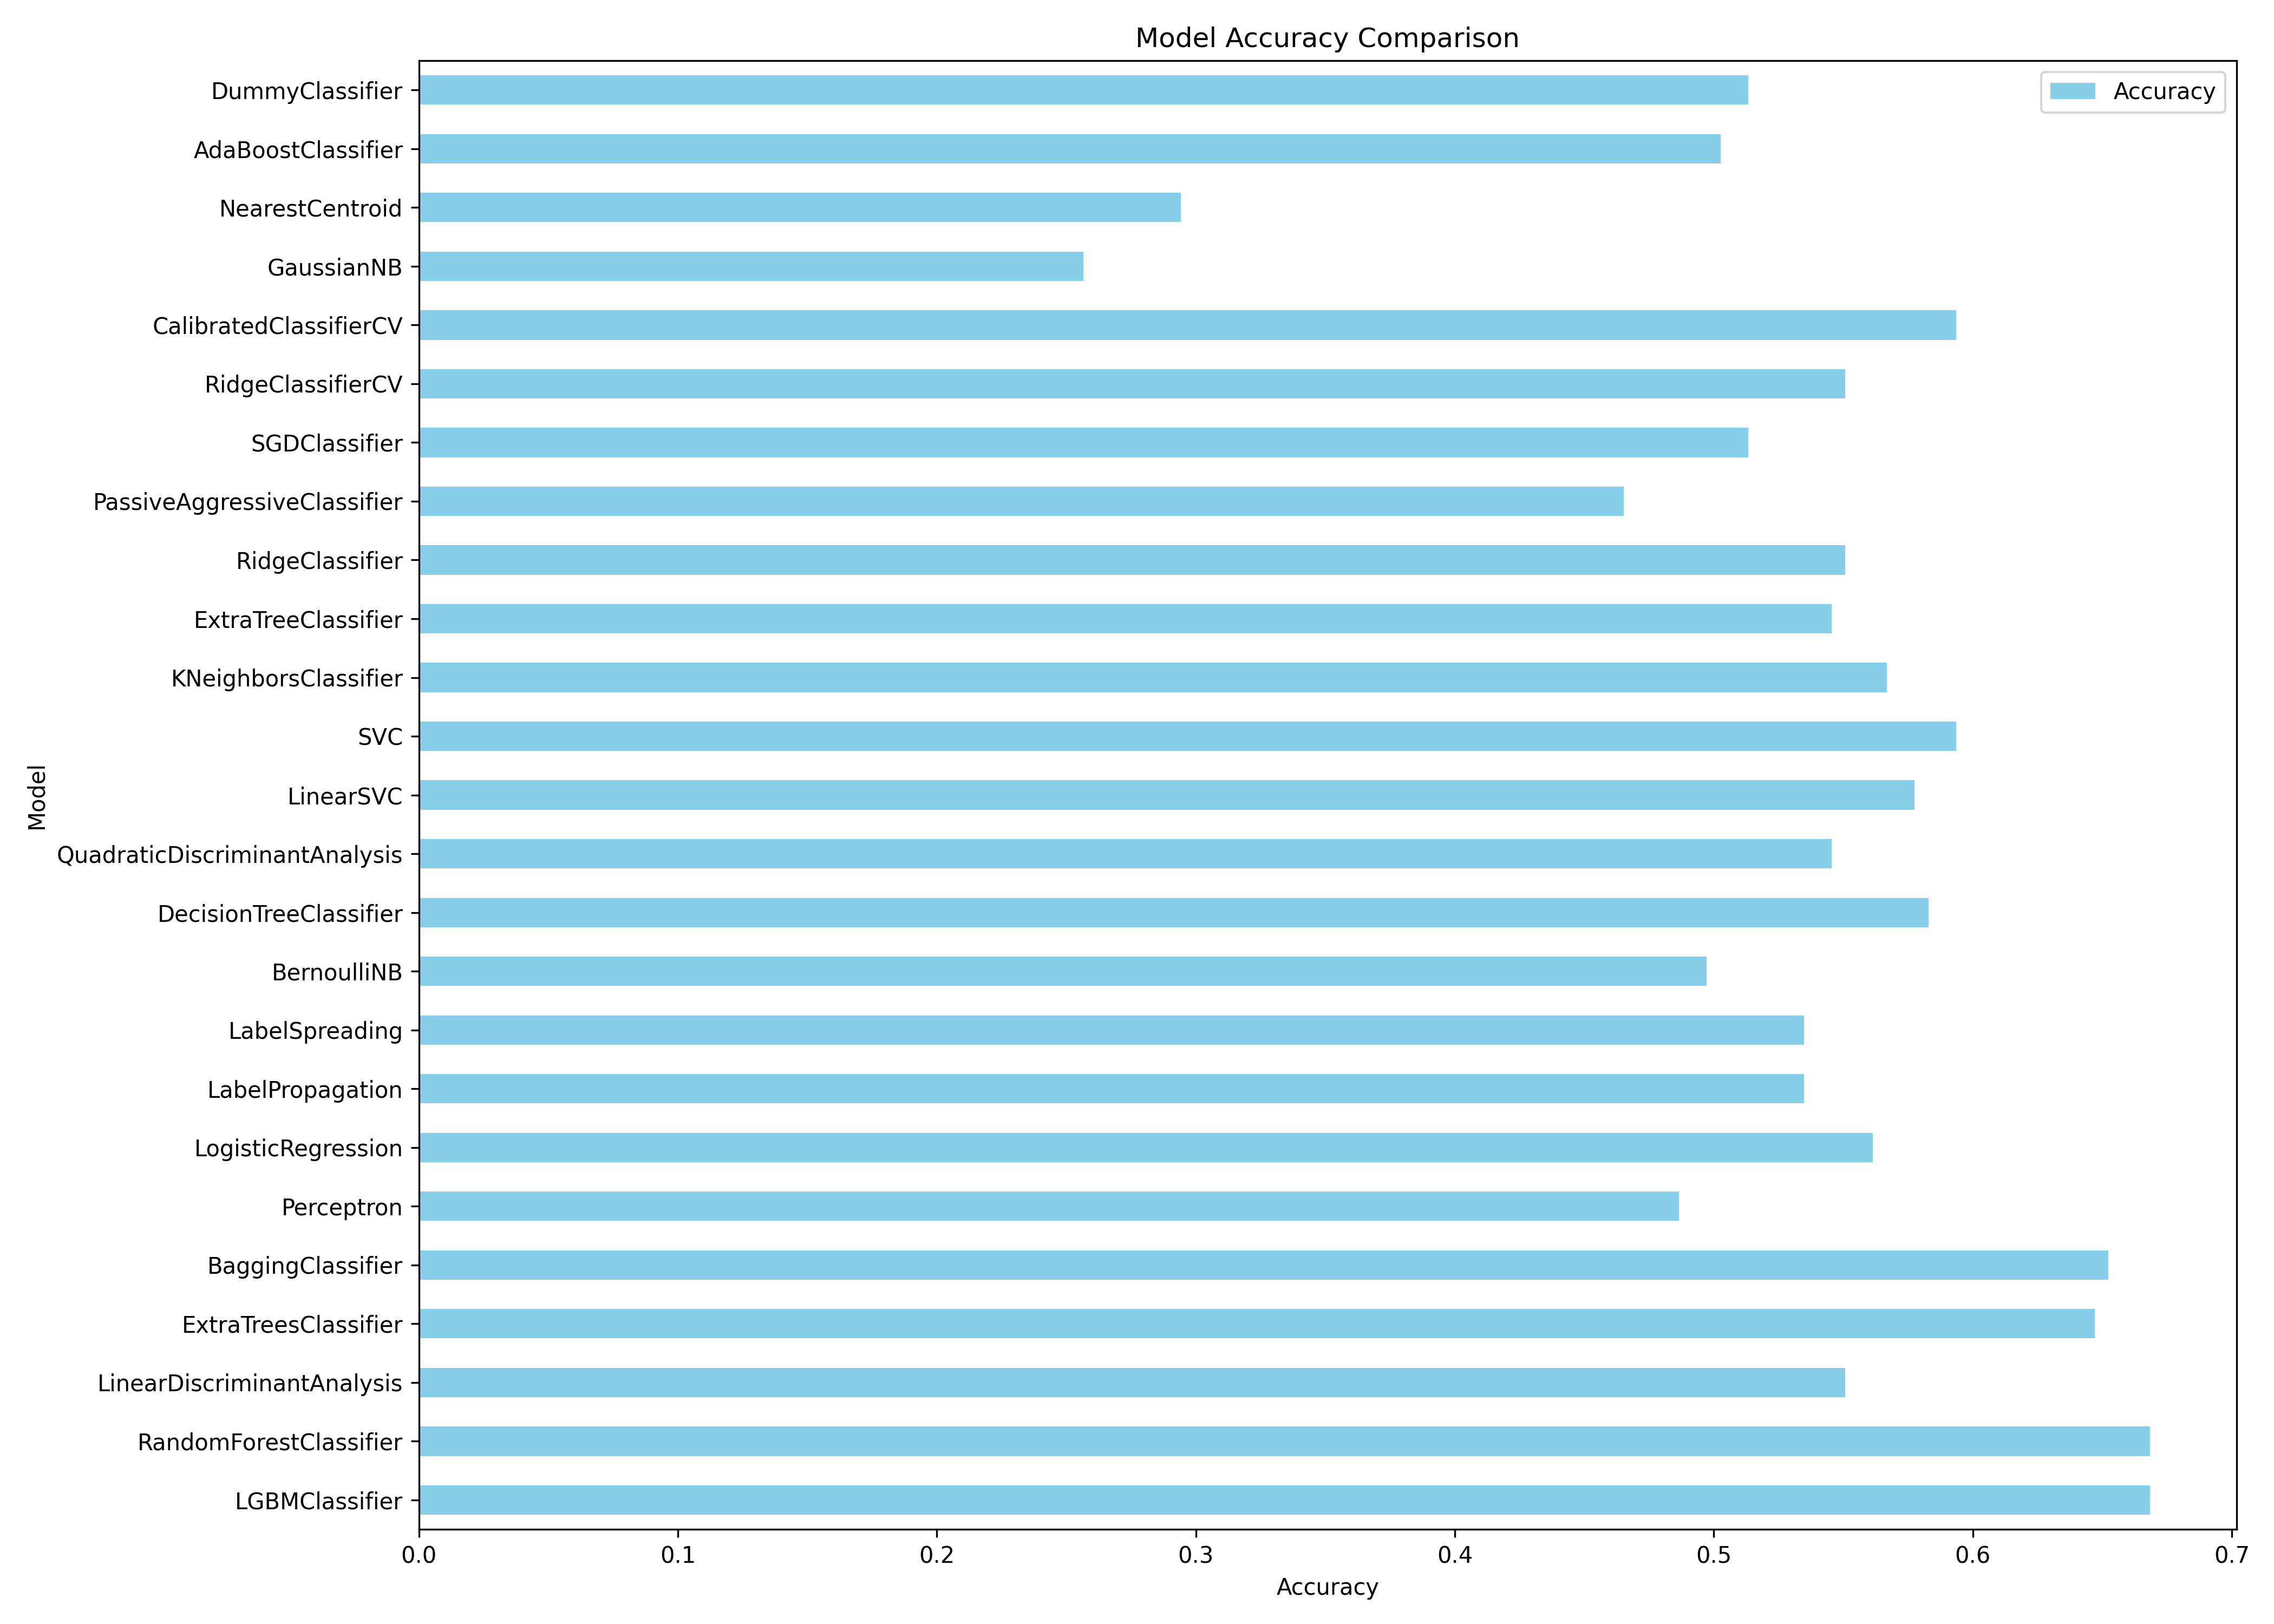 Model Accuracy Comparison
Accuracy
DummyClassifier
AdaBoostClassifier
NearestCentroid
GaussianNB
CalibratedClassifierCV
RidgeClassifierCV
SGDClassifier
PassiveAggressiveClassifier
RidgeClassifier
ExtraTreeClassifier
KNeighborsClassifier
SVC
LinearSVC
QuadraticDiscriminantAnalysis
DecisionTreeClassifier
BernoulliNB
LabelSpreading
LabelPropagation
LogisticRegression
Perceptron
BaggingClassifier
ExtraTreesClassifier
LinearDiscriminantAnalysis
RandomForestClassifier
LGBMClassifier
Model
0.0 0.1 0.2 0.3 0.4 0.5 0.6 0.7
Accuracy